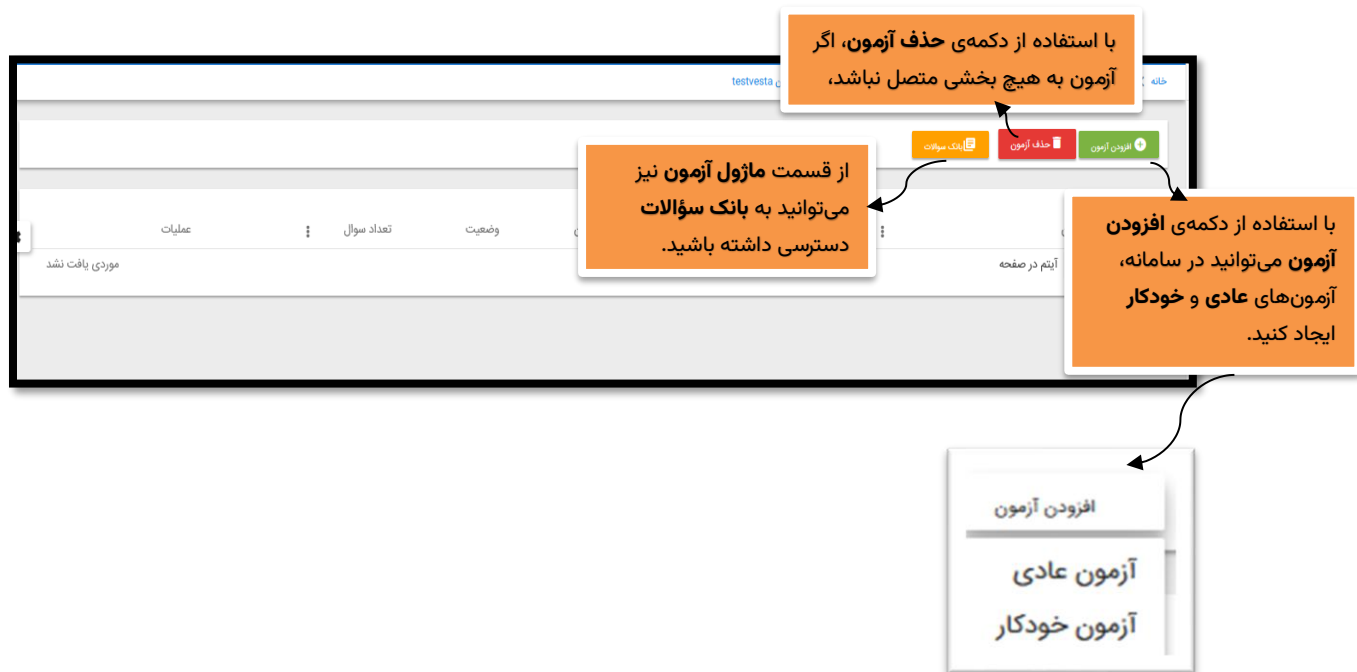 با استفاده از دکمه‌ی حذف آزمون، اگر
آزمون به هیچ بخشی متصل نباشد،
خانه
testvesta
افزودن آزمون
حذف آزمون
بانک سوالات
از قسمت ماژول آزمون نیز
می‌توانید به بانک سؤالات
دسترسی داشته باشید.
با استفاده از دکمه‌ی افزودن
آزمون می‌توانید در سامانه،
آزمون‌های عادی و خودکار
ایجاد کنید.
وضعیت
تعداد سوال
عملیات
آیتم در صفحه
موردی یافت نشد
افزودن آزمون
آزمون عادی
آزمون خودکار